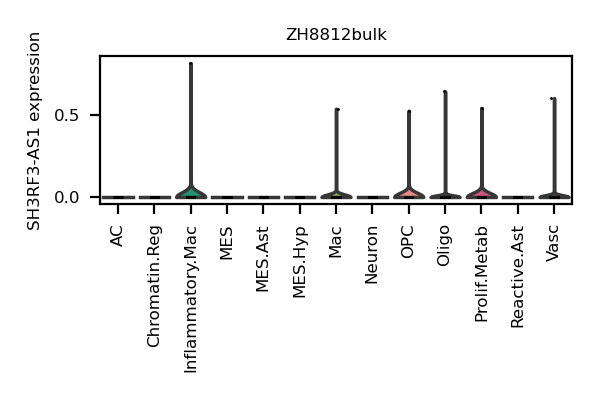 ZH8812bulk
SH3RF3-AS1 expression
0.5
0.0
AC
Chromatin.Reg
Inflammatory.Mac
MES
MES.Ast
MES.Hyp
Mac
Neuron
OPC
Oligo
Prolif.Metab
Reactive.Ast
Vasc